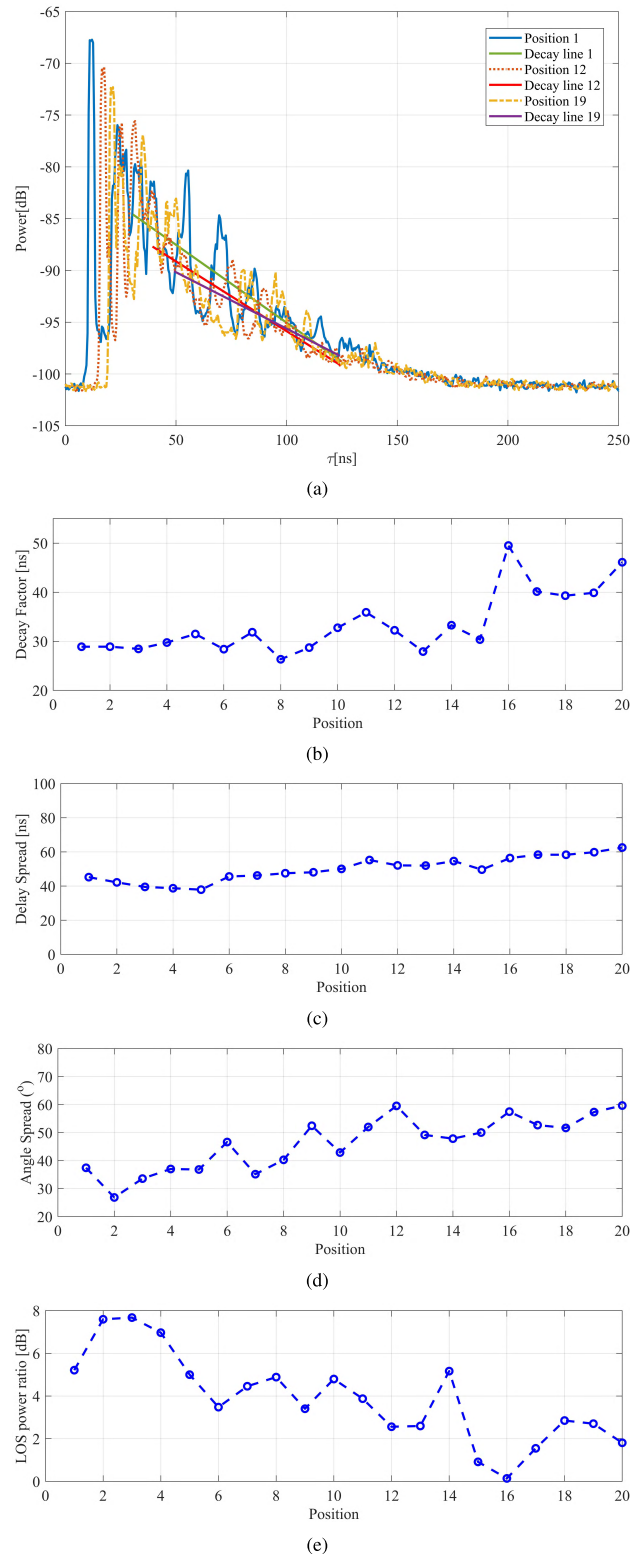 -65
-70
-75
-80
-85
-90
-95
-100
-105
Power[dB]
Position 1
Decay line 1
Position 12
Decay line 12
Position 19
Decay line 19
0 50 100 150 200 250
τ[ns]
(a)
50
40
30
20
Decay Factor [ns]
0 2 4 6 8 10 12 14 16 18 20
Position
(b)
100
80
60
40
20
0
Delay Spread [ns]
0 2 4 6 8 10 12 14 16 18 20
Position
(c)
80
70
60
50
40
30
20
Angle Spread (°)
0 2 4 6 8 10 12 14 16 18 20
Position
(d)
8
6
4
2
0
LOS power ratio [dB]
0 2 4 6 8 10 12 14 16 18 20
Position
(e)